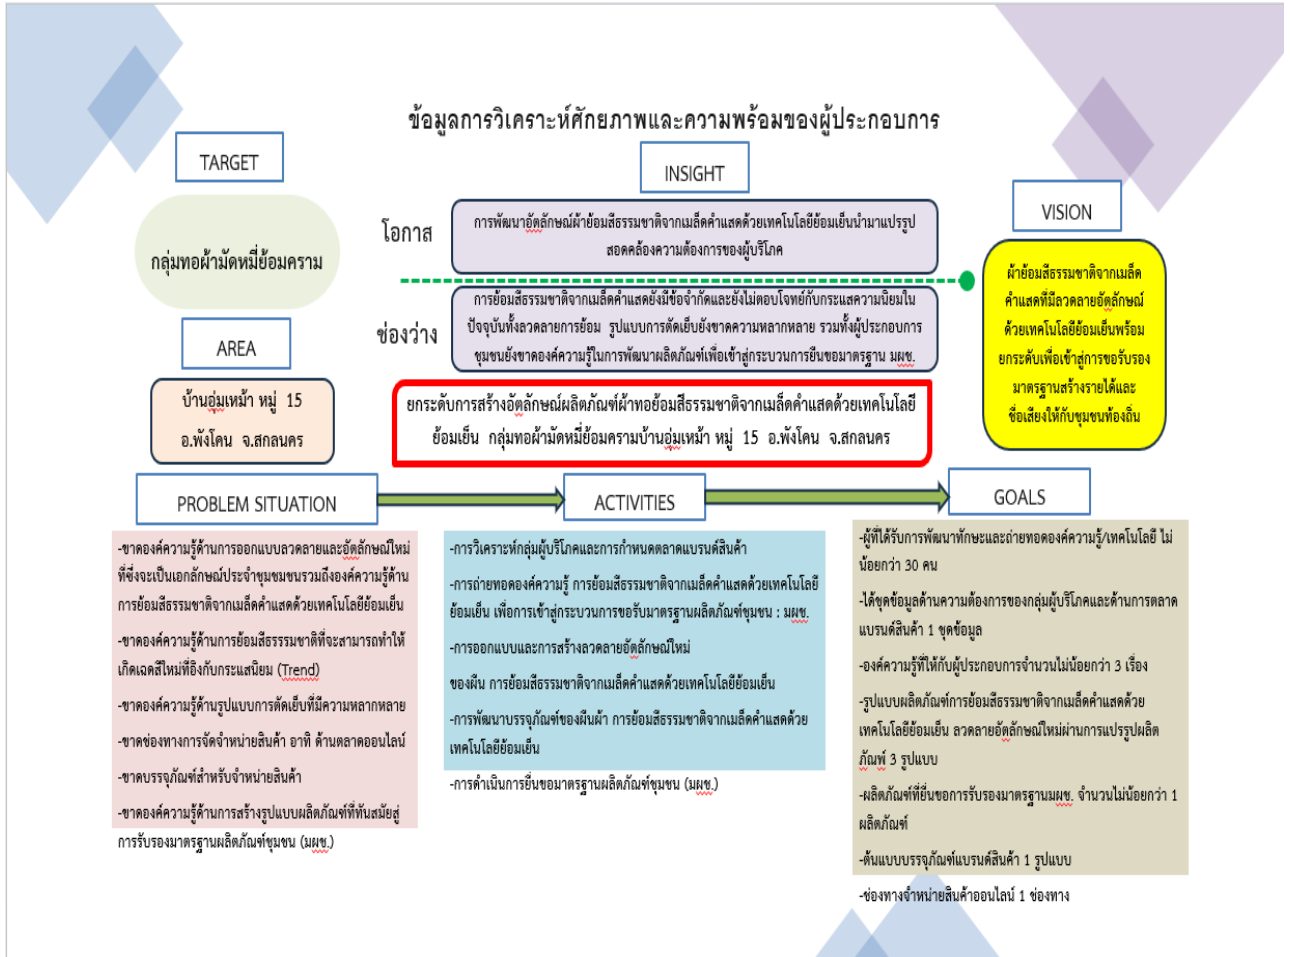 ข้อมูลการวิเคราะห์ศักยภาพและความพร้อมของผู้ประกอบการ
TARGET
กลุ่มทอผ้ามัดหมี่ย้อมคราม
AREA
บ้านอุ่มเหม้า หมู่ 15
อ.พังโคน จ.สกลนคร
INSIGHT
โอกาส
การพัฒนาอัตลักษณ์ผ้าย้อมสีธรรมชาติจากเมล็ดคำแสดด้วยเทคโนโลยีย้อมเย็นนำมาแปรรูป
สอดคล้องความต้องการของผู้บริโภค
ช่องว่าง
การย้อมสีธรรมชาติจากเมล็ดคำแสดยังมีข้อจำกัดและยังไม่ตอบโจทย์กับกระแสความนิยมใน
ปัจจุบันทั้งลวดลายการย้อม รูปแบบการตัดเย็บยังขาดความหลากหลาย รวมทั้งผู้ประกอบการ
ชุมชนยังขาดองค์ความรู้ในการพัฒนาผลิตภัณฑ์เพื่อเข้าสู่กระบวนการยืนขอมาตรฐาน มผช.
VISION
ผ้าย้อมสีธรรมชาติจากเมล็ด
คำแสดที่มีลวดลายอัตลักษณ์
ด้วยเทคโนโลยีย้อมเย็นพร้อม
ยกระดับเพื่อเข้าสู่การขอรับรอง
มาตรฐานสร้างรายได้และ
ชื่อเสียงให้กับชุมชนท้องถิ่น
ยกระดับการสร้างอัตลักษณ์ผลิตภัณฑ์ผ้าทอย้อมสีธรรมชาติจากเมล็ดคำแสดด้วยเทคโนโลยี
ย้อมเย็น กลุ่มทอผ้ามัดหมี่ย้อมครามบ้านอุ่มเหม้า หมู่ 15 อ.พังโคน จ.สกลนคร
PROBLEM SITUATION
-ขาดองค์ความรู้ด้านการออกแบบลวดลายและอัตลักษณ์ใหม่
ที่ซึ่งจะเป็นเอกลักษณ์ประจำชุมชมชนรวมถึงองค์ความรู้ด้าน
การย้อมสีธรรมชาติจากเมล็ดคำแสดด้วยเทคโนโลยีย้อมเย็น
-ขาดองค์ความรู้ด้านการย้อมสีธรรรมชาติที่จะสามารถทำให้
เกิดเฉดสีใหม่ที่อิงกับกระแสนิยม (Trend)
-ขาดองค์ความรู้ด้านรูปแบบการตัดเย็บที่มีความหลากหลาย
-ขาดช่องทางการจัดจำหน่ายสินค้า อาทิ ด้านตลาดออนไลน์
-ขาดบรรจุภัณฑ์สำหรับจำหน่ายสินค้า
-ขาดองค์ความรู้ด้านการสร้างรูปแบบผลิตภัณฑ์ที่ทันสมัยสู่
การรับรองมาตรฐานผลิตภัณฑ์ชุมชน (มผช.)
ACTIVITIES
-การวิเคราะห์กลุ่มผู้บริโภคและการกำหนดตลาดแบรนด์สินค้า
-การถ่ายทอดองค์ความรู้ การย้อมสีธรรมชาติจากเมล็ดคำแสดด้วยเทคโนโลยี
ย้อมเย็น เพื่อการเข้าสู่กระบวนการขอรับมาตรฐานผลิตภัณฑ์ชุมชน : มผช.
-การออกแบบและการสร้างลวดลายอัตลักษณ์ใหม่
ของผืน การย้อมสีธรรมชาติจากเมล็ดคำแสดด้วยเทคโนโลยีย้อมเย็น
-การพัฒนาบรรจุภัณฑ์ของผืนผ้า การย้อมสีธรรมชาติจากเมล็ดคำแสดด้วย
เทคโนโลยีย้อมเย็น
-การดำเนินการยื่นขอมาตรฐานผลิตภัณฑ์ชุมชน (มผช.)
GOALS
-ผู้ที่ได้รับการพัฒนาทักษะและถ่ายทอดองค์ความรู้/เทคโนโลยี ไม่
น้อยกว่า 30 คน
-ได้ชุดข้อมูลด้านความต้องการของกลุ่มผู้บริโภคและด้านการตลาด
แบรนด์สินค้า 1 ชุดข้อมูล
-องค์ความรู้ที่ให้กับผู้ประกอบการจำนวนไม่น้อยกว่า 3 เรื่อง
-รูปแบบผลิตภัณฑ์การย้อมสีธรรมชาติจากเมล็ดคำแสดด้วย
เทคโนโลยีย้อมเย็น ลวดลายอัตลักษณ์ใหม่ผ่านการแปรรูปผลิต
ภัณฑ์ 3 รูปแบบ
-ผลิตภัณฑ์ที่ยื่นขอการรับรองมาตรฐานมผช. จำนวนไม่น้อยกว่า 1
ผลิตภัณฑ์
-ต้นแบบบรรจุภัณฑ์แบรนด์สินค้า 1 รูปแบบ
-ช่องทางจำหน่ายสินค้าออนไลน์ 1 ช่องทาง